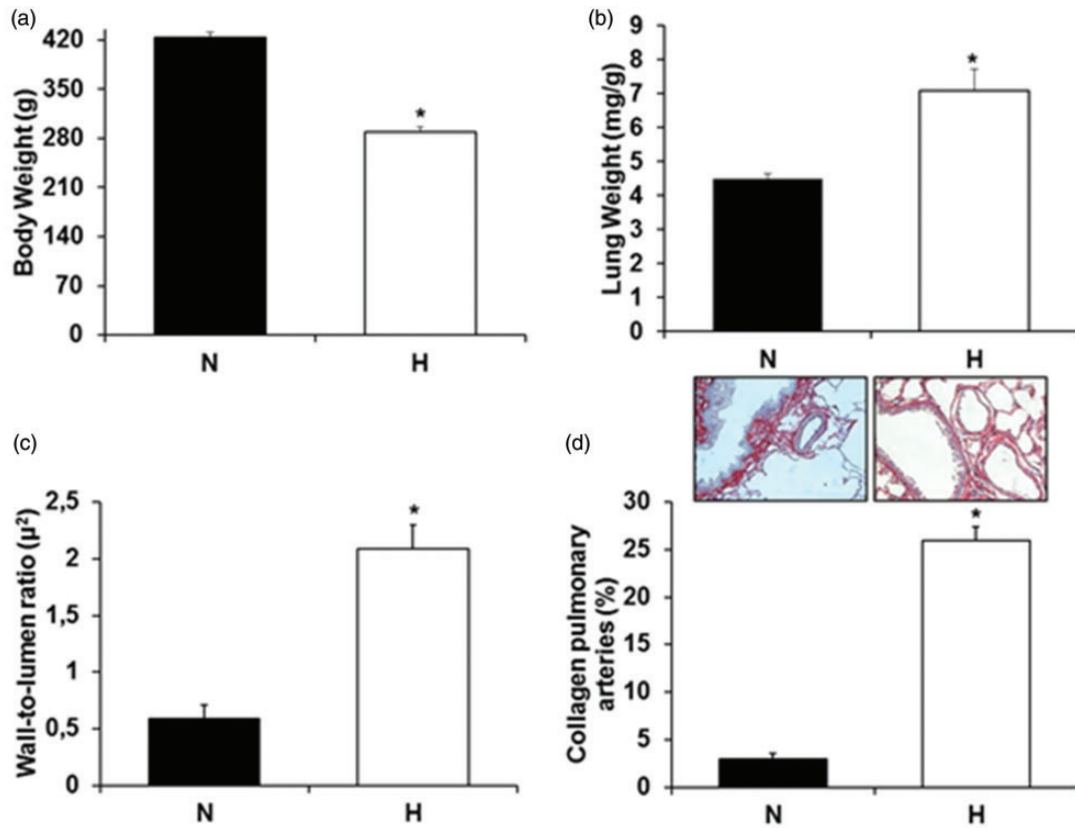 (a)
Body Weight (g)
420
350
280
210
140
70
0
*
N
H
(b)
Lung Weight (mg/g)
9
8
7
6
5
4
3
2
1
0
*
N
H
(c)
Wall-to-lumen ratio (µ²)
2,5
2
1,5
1
0,5
0
*
N
H
(d)
Collagen pulmonary
arteries (%)
30
25
20
15
10
5
0
*
N
H